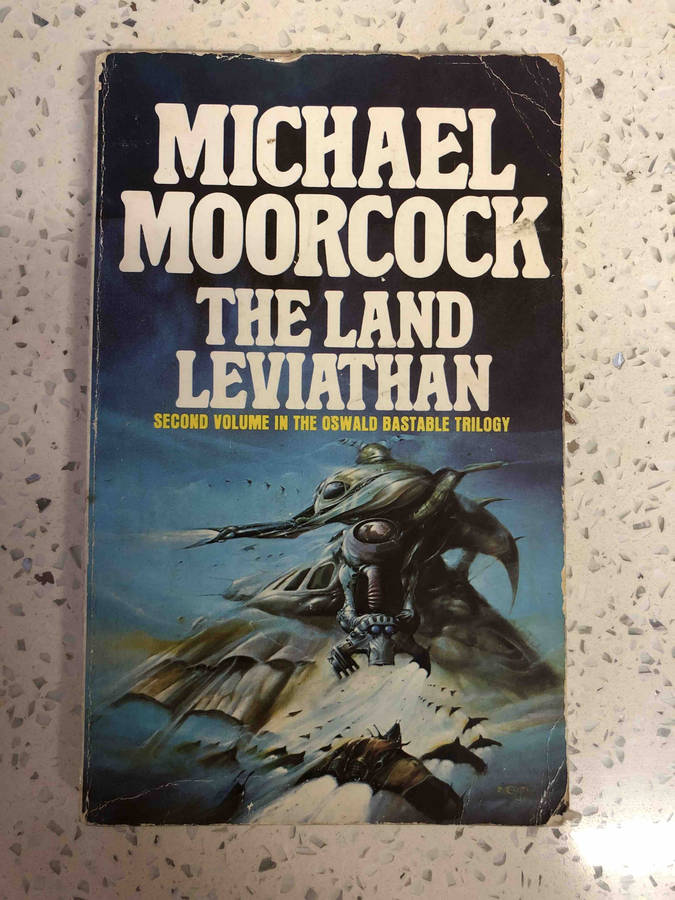 MICHAEL
MOORCOCK
THE LAND
LEVIATHAN
SECOND VOLUME IN THE OSWALD BASTABLE TRILOGY